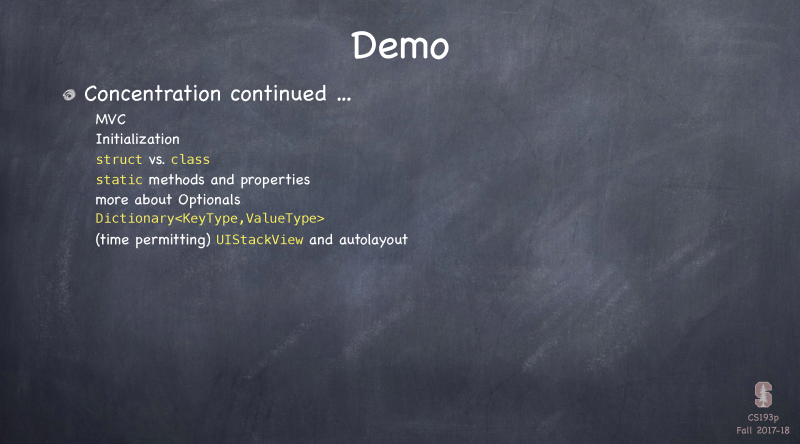 Demo
Concentration continued ...
MVC
Initialization
struct vs. class
static methods and properties
more about Optionals
Dictionary<KeyType,ValueType>
(time permitting) UIStackView and autolayout
CS193p
Fall 2017-18